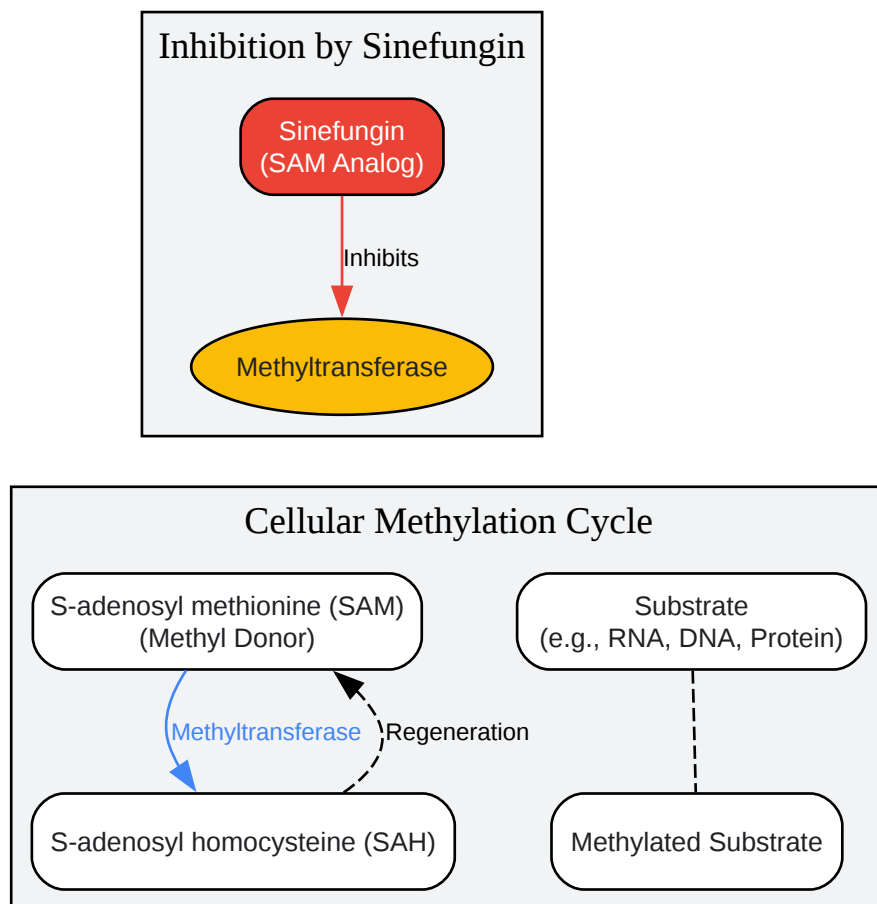 Inhibition by Sinefungin
Sinefungin
(SAM Analog)
Inhibits
Methyltransferase
Cellular Methylation Cycle
S-adenosyl methionine (SAM)
(Methyl Donor)
Substrate
(e.g., RNA, DNA, Protein)
Methyltransferase
Regeneration
S-adenosyl homocysteine (SAH)
Methylated Substrate